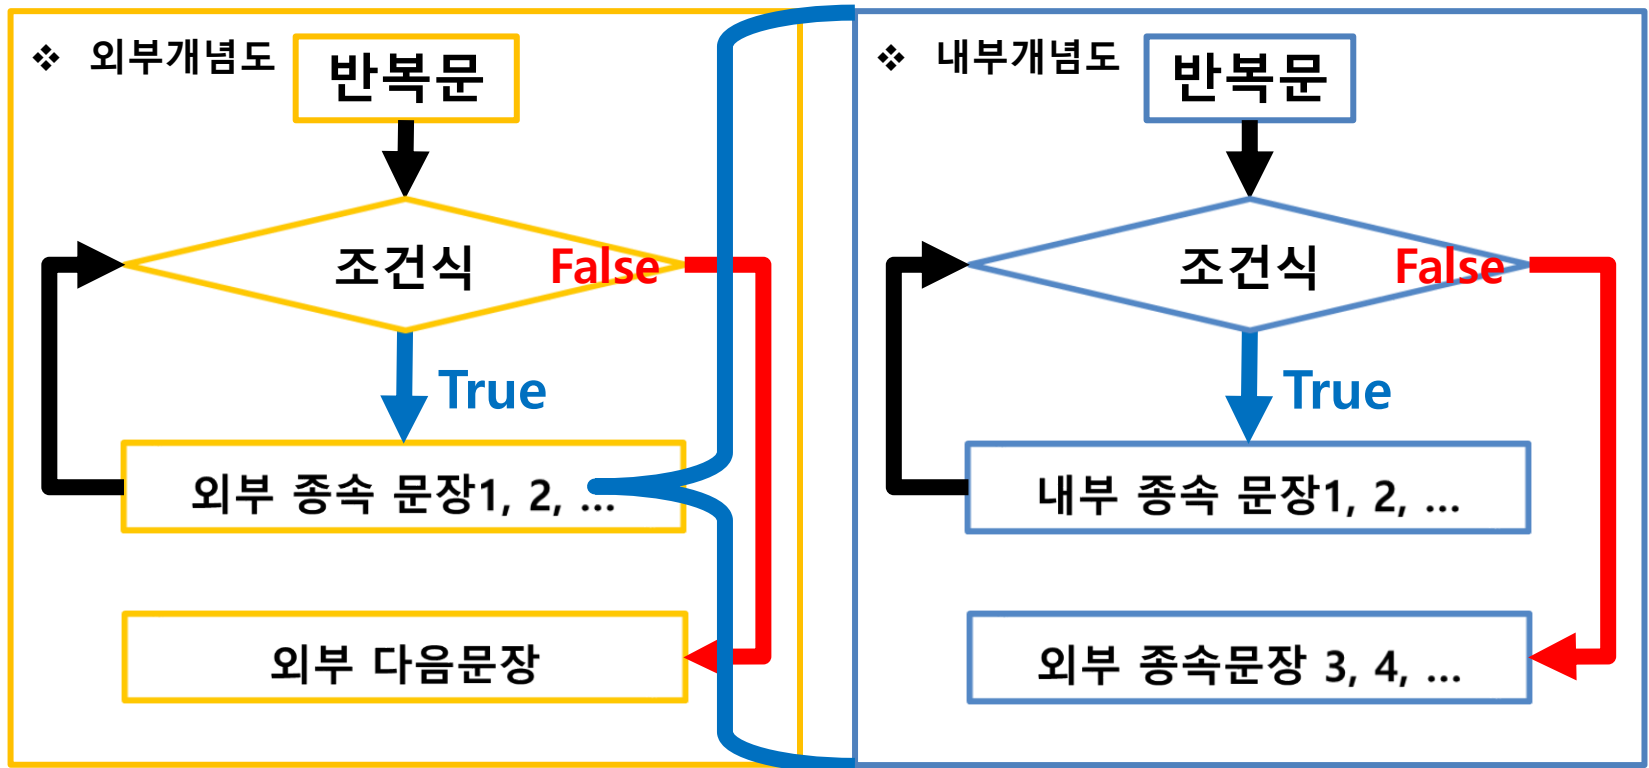 ❖ 외부개념도
반복문
조건식
False
True
외부 종속 문장1, 2, ...
외부 다음문장
❖ 내부개념도
반복문
조건식
False
True
내부 종속 문장1, 2, ...
외부 종속문장 3, 4, ...